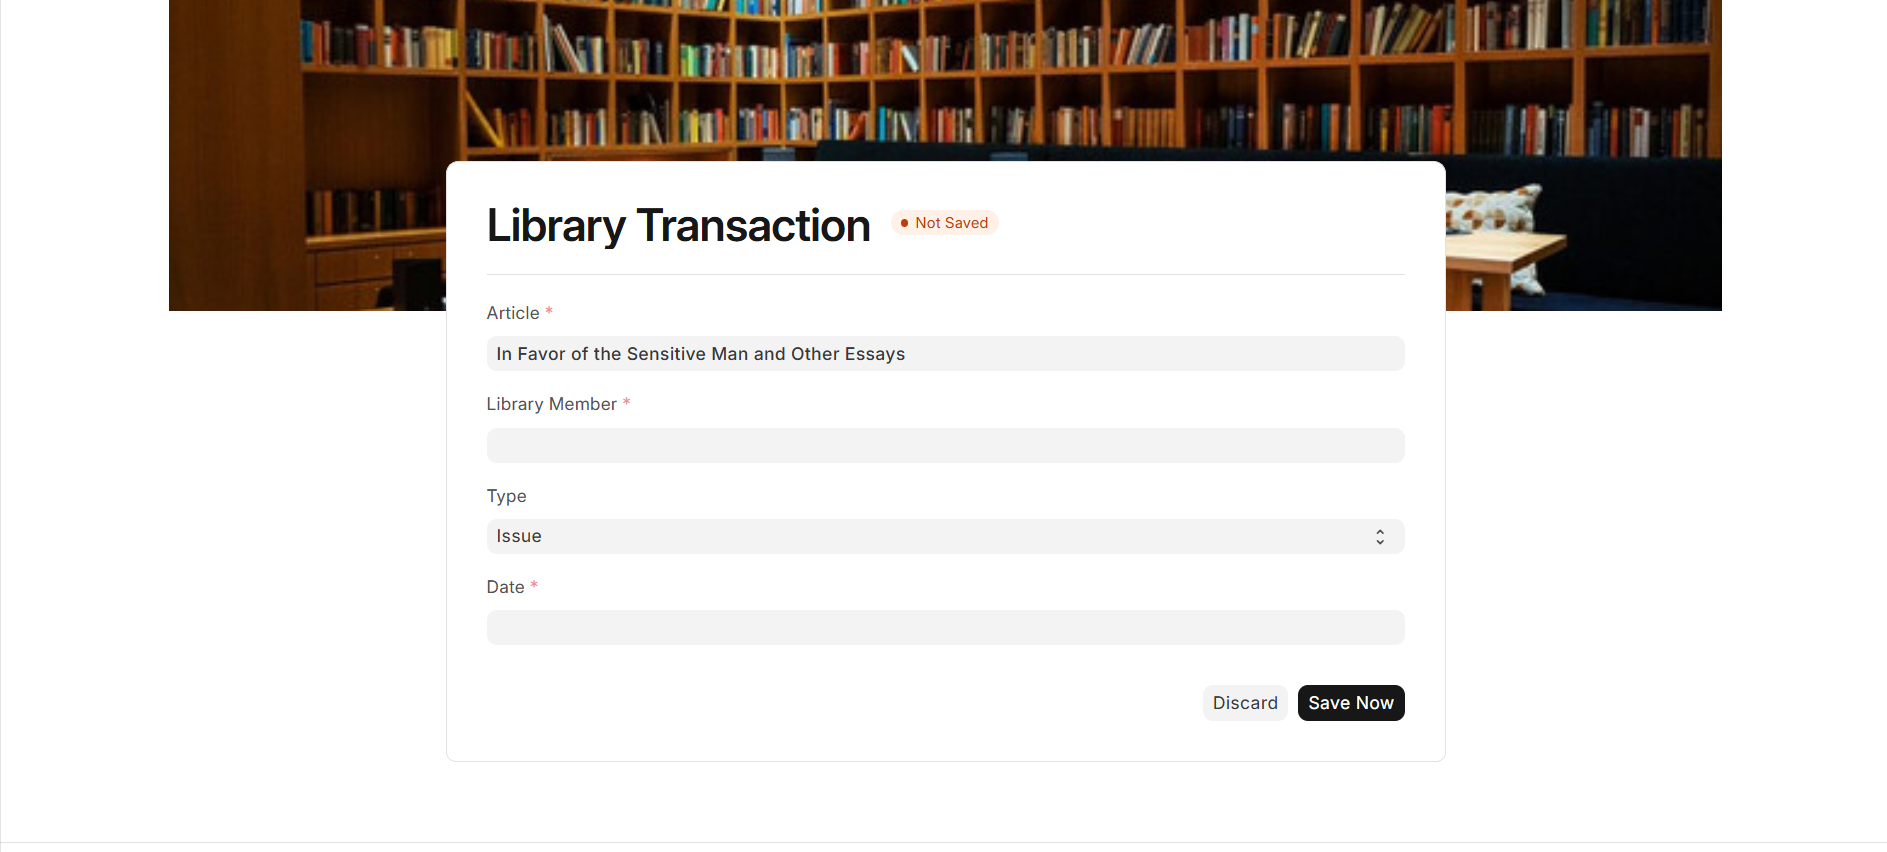 Library Transaction
Not Saved
Article *
In Favor of the Sensitive Man and Other Essays
Library Member *
Type
Issue
Date *
Discard
Save Now